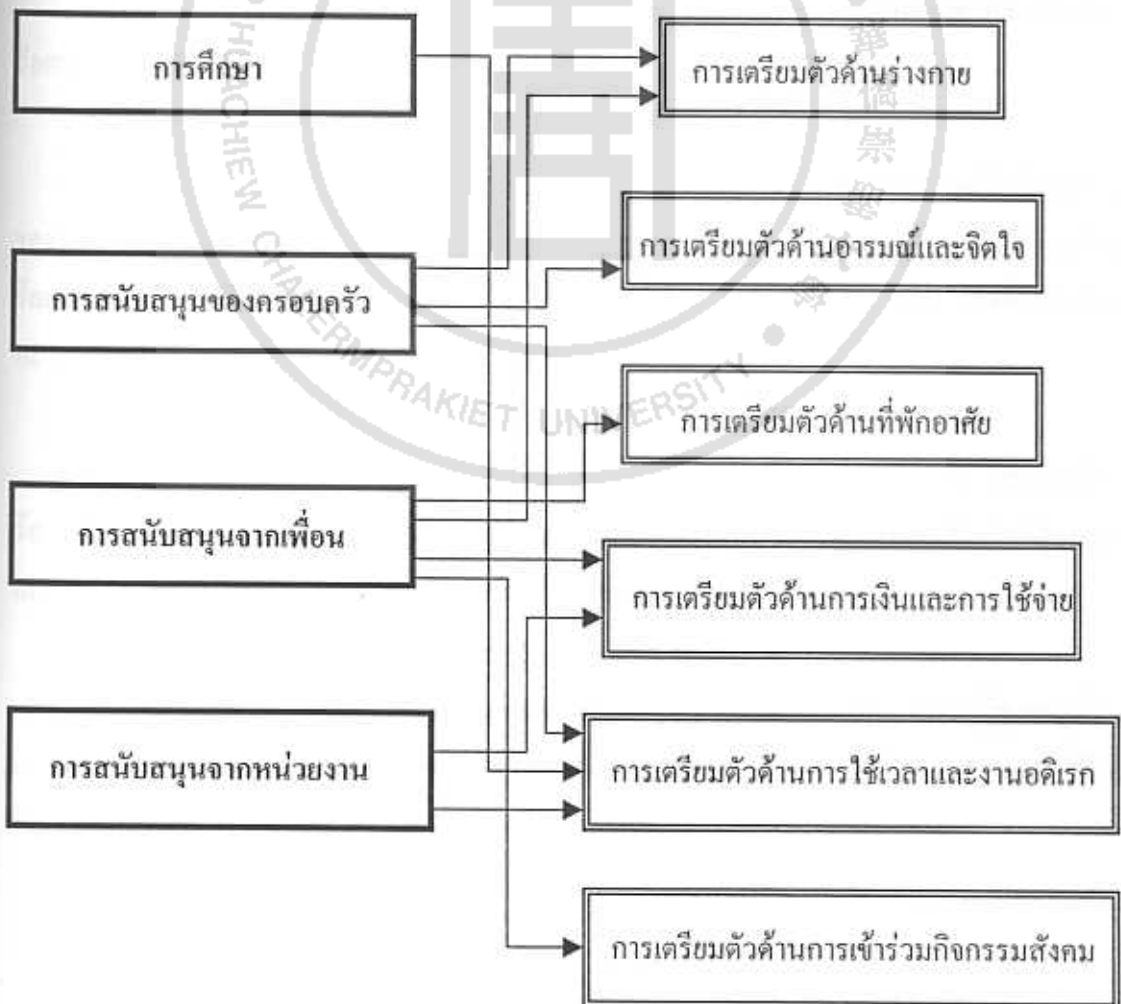 การศึกษา
การสนับสนุนของครอบครัว
การสนับสนุนจากเพื่อน
การสนับสนุนจากหน่วยงาน
การเตรียมตัวด้านร่างกาย
การเตรียมตัวด้านอารมณ์และจิตใจ
การเตรียมตัวด้านที่พักอาศัย
การเตรียมตัวด้านการเงินและการใช้จ่าย
การเตรียมตัวด้านการใช้เวลาและงานอดิเรก
การเตรียมตัวด้านการเข้าร่วมกิจกรรมสังคม
HUACHIEW CHALERMPRAKIET UNIVERSITY
華僑崇聖大學